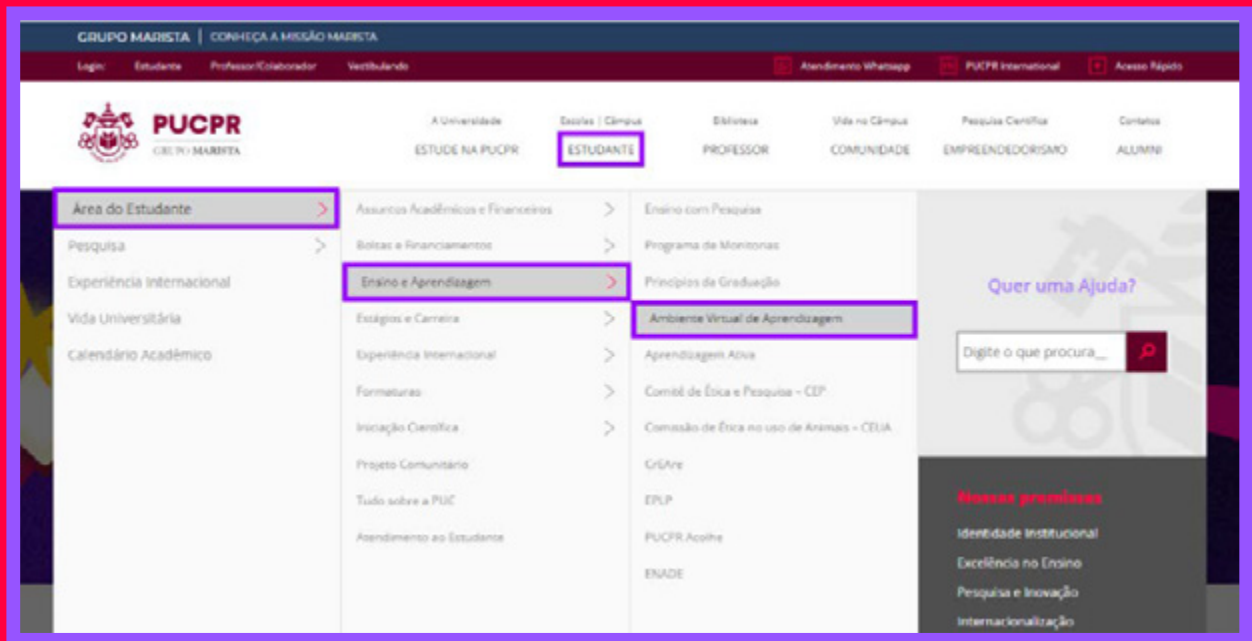 GRUPO MARISTA | CONHEÇA A MISSÃO MARISTA
Login: Estudante Professor/Colaborador Vestibulando Atendimento Whatsapp PUCPR International Acesso Rápido
PUCPR
GRUPO MARISTA
A Universidade Escolas | Câmpus Biblioteca Vida no Câmpus Pesquisa Científica Contatos
ESTUDE NA PUCPR ESTUDANTE PROFESSOR COMUNIDADE EMPREENDEDORISMO ALUMNI
Área do Estudante
Pesquisa
Experiência Internacional
Vida Universitária
Calendário Acadêmico
Assuntos Acadêmicos e Financeiros
Bolsas e Financiamentos
Ensino e Aprendizagem
Estágios e Carreira
Experiência Internacional
Formaturas
Iniciação Científica
Projeto Comunitário
Tudo sobre a PUC
Atendimento ao Estudante
Ensino com Pesquisa
Programa de Monitorias
Princípios da Graduação
Ambiente Virtual de Aprendizagem
Aprendizagem Ativa
Comitê de Ética e Pesquisa – CEP
Comissão de Ética no uso de Animais – CEUA
CrEAre
EPLP
PUCPR Acolhe
ENADE
Quer uma Ajuda?
Digite o que procura__
Nossas premissas
Identidade Institucional
Excelência no Ensino
Pesquisa e Inovação
Internacionalização